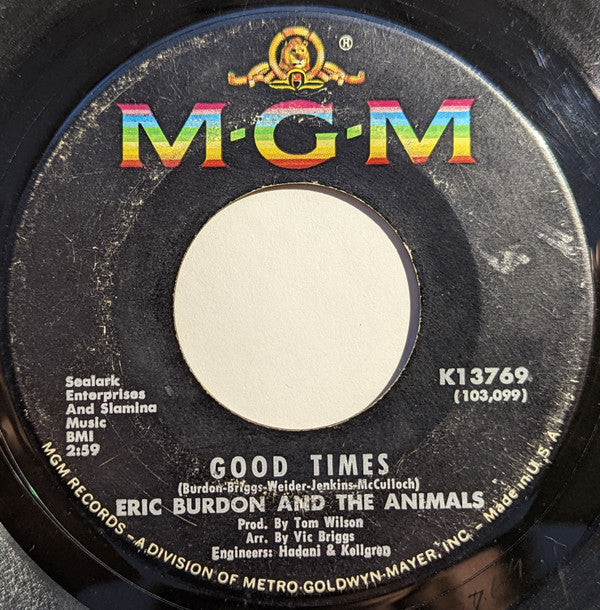 ®
M·G·M
Sealark
Enterprises
And Slamina
Music
BMI
2:59
K13769
(103,099)
GOOD TIMES
(Burdon-Briggs-Weider-Jenkins-McCulloch)
ERIC BURDON AND THE ANIMALS
Prod. By Tom Wilson
Arr. By Vic Briggs
Engineers: Hadani & Kellgren
MGM RECORDS – A DIVISION OF METRO-GOLDWYN-MAYER, INC. – Made in U.S.A.